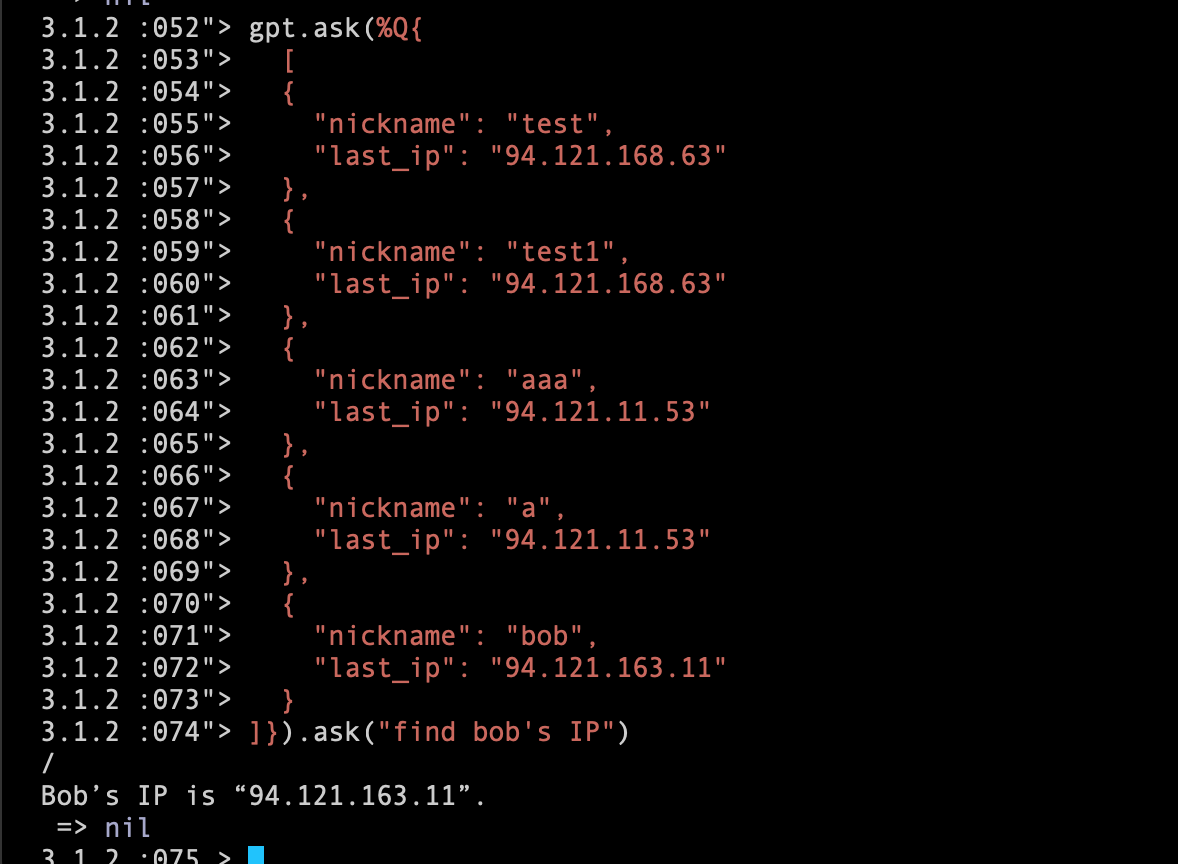 3.1.2 :052"> gpt.ask(%Q{
3.1.2 :053">   [
3.1.2 :054">   {
3.1.2 :055">     "nickname": "test",
3.1.2 :056">     "last_ip": "94.121.168.63"
3.1.2 :057">   },
3.1.2 :058">   {
3.1.2 :059">     "nickname": "test1",
3.1.2 :060">     "last_ip": "94.121.168.63"
3.1.2 :061">   },
3.1.2 :062">   {
3.1.2 :063">     "nickname": "aaa",
3.1.2 :064">     "last_ip": "94.121.11.53"
3.1.2 :065">   },
3.1.2 :066">   {
3.1.2 :067">     "nickname": "a",
3.1.2 :068">     "last_ip": "94.121.11.53"
3.1.2 :069">   },
3.1.2 :070">   {
3.1.2 :071">     "nickname": "bob",
3.1.2 :072">     "last_ip": "94.121.163.11"
3.1.2 :073">   }
3.1.2 :074"> ]}).ask("find bob's IP")
/
Bob’s IP is “94.121.163.11”.
 => nil
3.1.2 :075 >